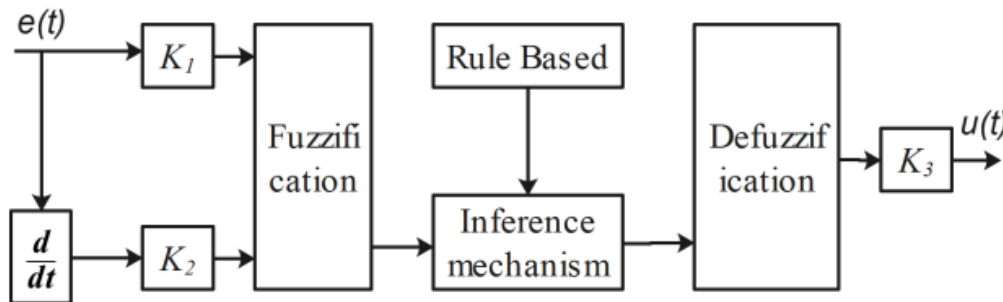 e(t)
K1
Rule Based
Fuzzifi
cation
Defuzzif
ication
u(t)
K3
d
dt
K2
Inference
mechanism